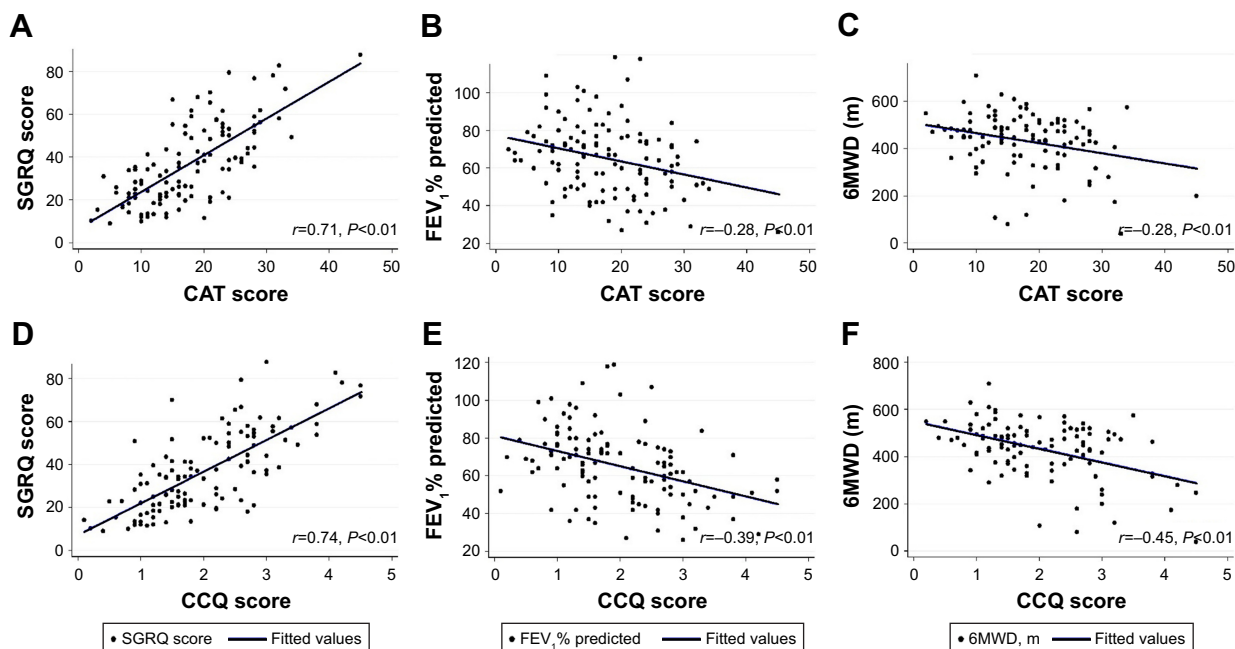 A
SGRQ score
80
60
40
20
0
r=0.71, P<0.01
0 10 20 30 40 50
CAT score
B
FEV1% predicted
100
80
60
40
20
r=–0.28, P<0.01
0 10 20 30 40 50
CAT score
C
6MWD (m)
600
400
200
0
r=–0.28, P<0.01
0 10 20 30 40 50
CAT score
D
SGRQ score
80
60
40
20
0
r=0.74, P<0.01
0 1 2 3 4 5
CCQ score
E
FEV1% predicted
120
100
80
60
40
20
r=–0.39, P<0.01
0 1 2 3 4 5
CCQ score
F
6MWD (m)
800
600
400
200
0
r=–0.45, P<0.01
0 1 2 3 4 5
CCQ score
SGRQ score Fitted values
FEV1% predicted Fitted values
6MWD, m Fitted values